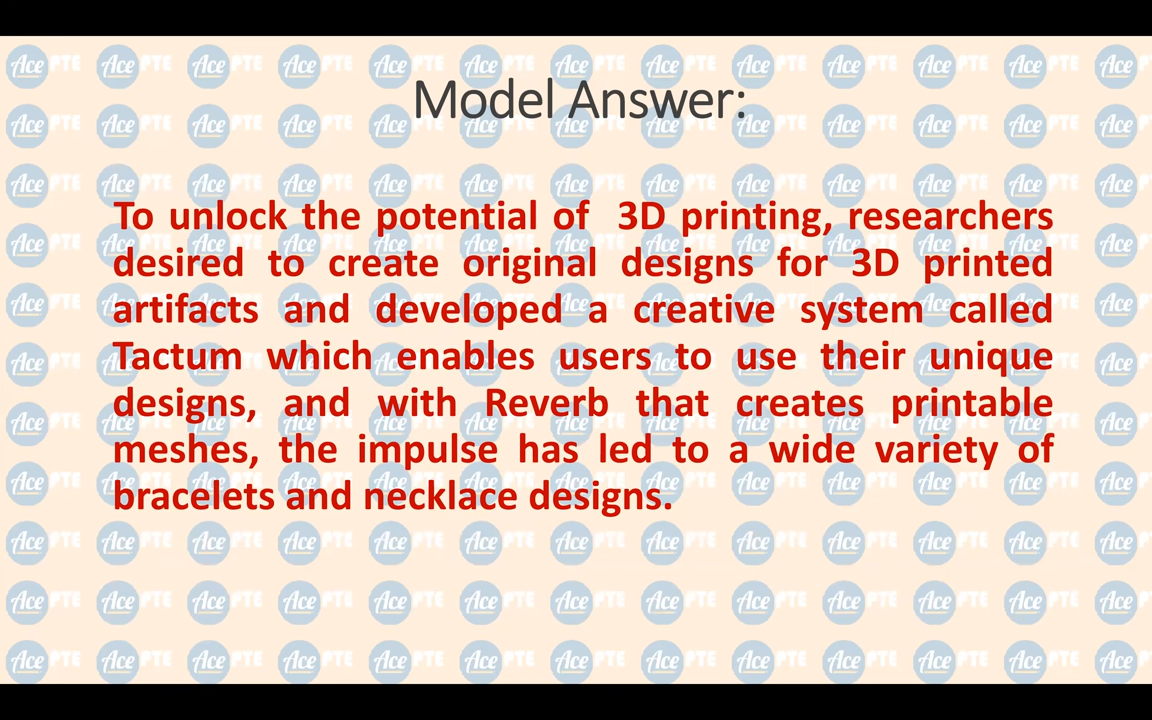 Model Answer:
To unlock the potential of 3D printing, researchers
desired to create original designs for 3D printed
artifacts and developed a creative system called
Tactum which enables users to use their unique
designs, and with Reverb that creates printable
meshes, the impulse has led to a wide variety of
bracelets and necklace designs.